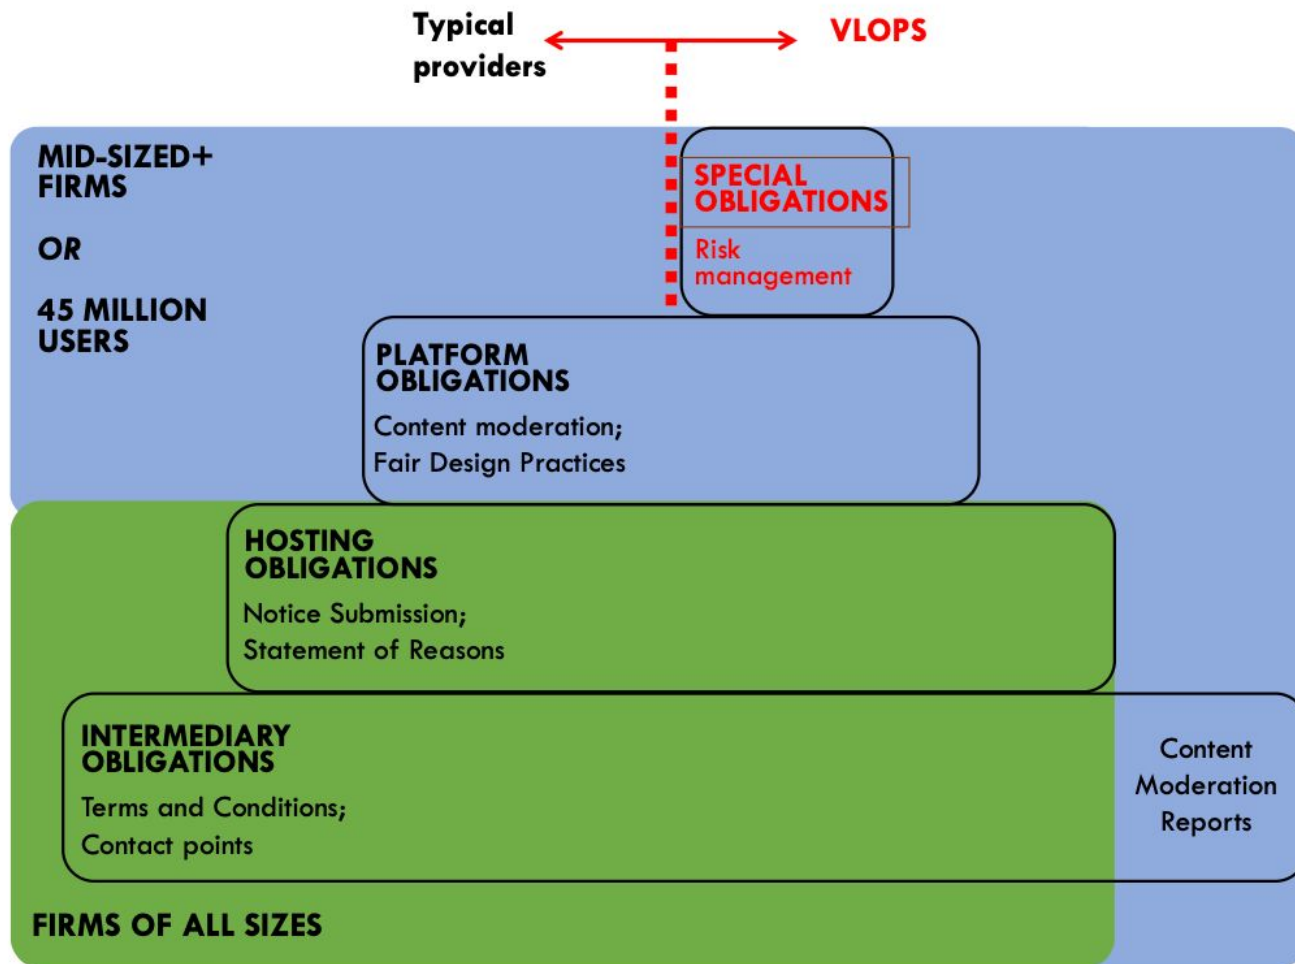 Typical
providers
VLOPS
MID-SIZED+
FIRMS
OR
45 MILLION
USERS
SPECIAL
OBLIGATIONS
Risk
management
PLATFORM
OBLIGATIONS
Content moderation;
Fair Design Practices
HOSTING
OBLIGATIONS
Notice Submission;
Statement of Reasons
INTERMEDIARY
OBLIGATIONS
Terms and Conditions;
Contact points
Content
Moderation
Reports
FIRMS OF ALL SIZES